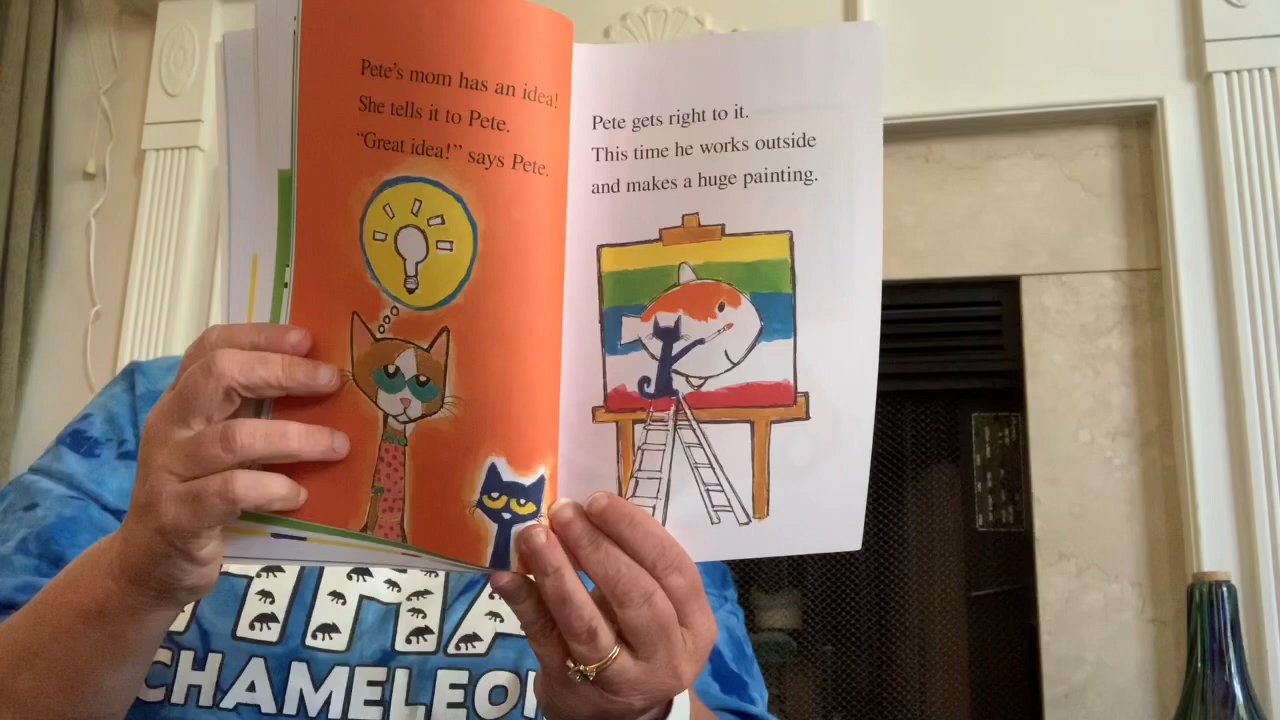 Pete's mom has an idea!
She tells it to Pete.
“Great idea!” says Pete.
Pete gets right to it.
This time he works outside
and makes a huge painting.
CHAMELEON